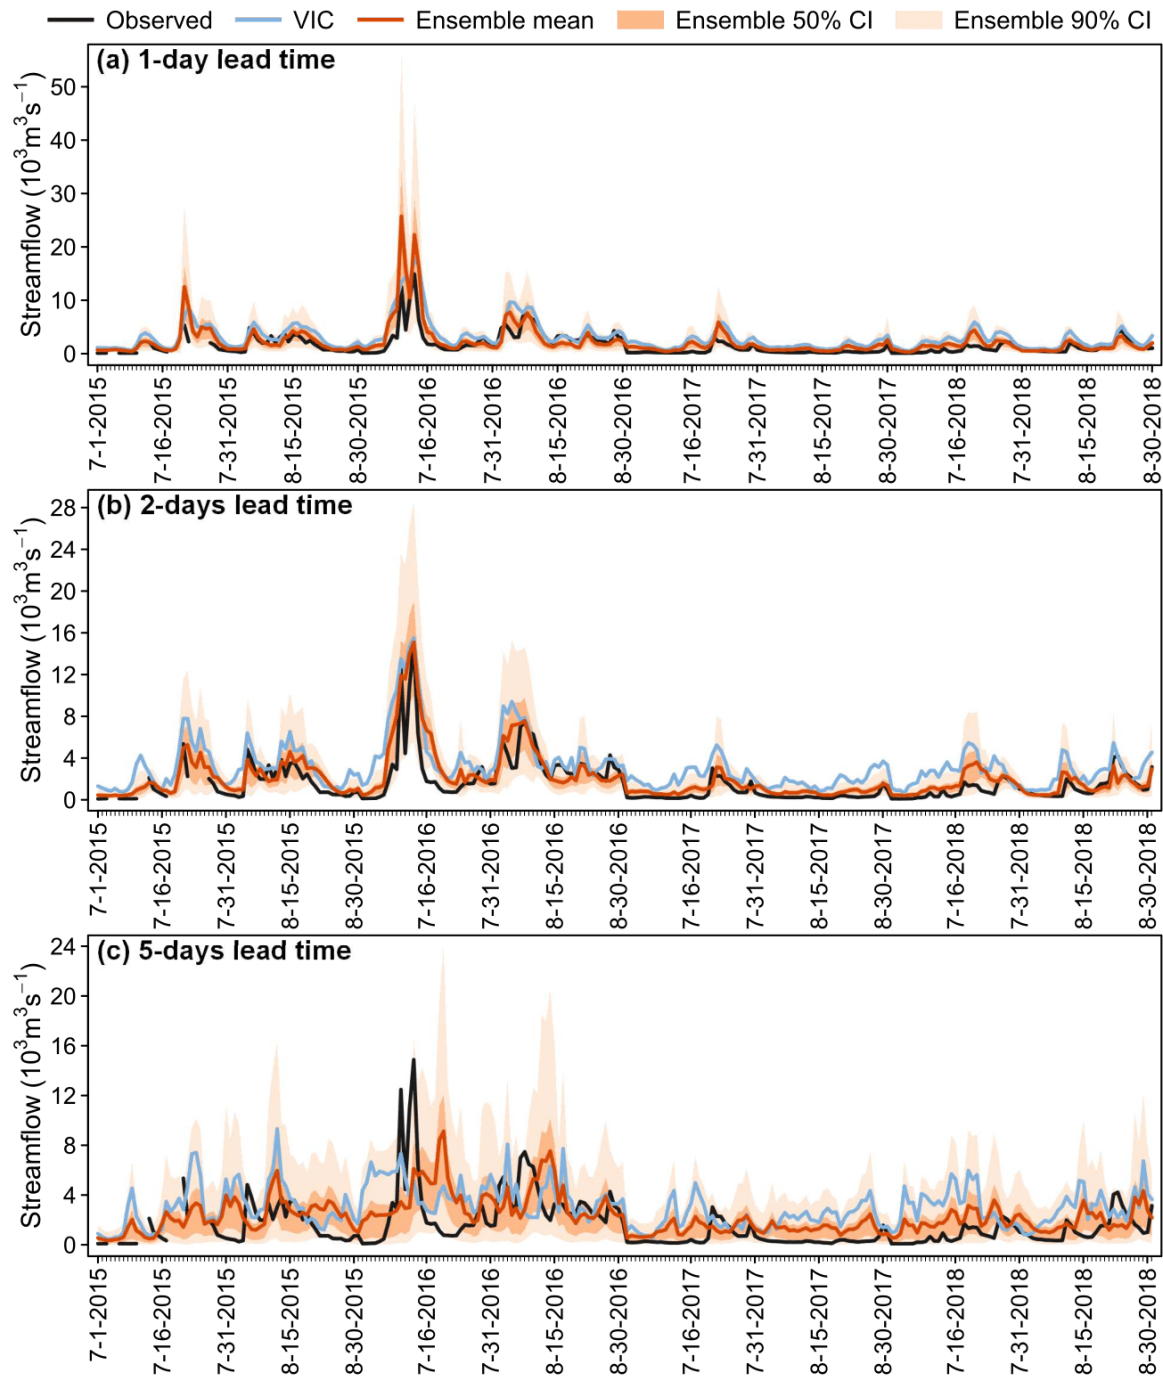 Observed VIC Ensemble mean Ensemble 50% CI Ensemble 90% CI
(a) 1-day lead time
Streamflow (10³m³s⁻¹)
50
40
30
20
10
0
7-1-2015 7-16-2015 7-31-2015 8-15-2015 8-30-2015 7-16-2016 7-31-2016 8-15-2016 8-30-2016 7-17-2016 7-31-2017 8-15-2017 8-30-2017 7-16-2018 7-31-2018 8-15-2018 8-30-2018
(b) 2-days lead time
Streamflow (10³m³s⁻¹)
28
24
20
16
12
8
4
0
7-1-2015 7-16-2015 7-31-2015 8-15-2015 8-30-2015 7-16-2016 7-31-2016 8-15-2016 8-30-2016 7-17-2017 7-31-2017 8-15-2017 8-30-2017 7-16-2018 7-31-2018 8-15-2018 8-30-2018
(c) 5-days lead time
Streamflow (10³m³s⁻¹)
24
20
16
12
8
4
0
7-1-2015 7-16-2015 7-31-2015 8-15-2015 8-30-2015 7-16-2016 7-31-2016 8-15-2016 8-30-2016 7-17-2017 7-31-2017 8-15-2017 8-30-2017 7-16-2018 7-31-2018 8-15-2018 8-30-2018